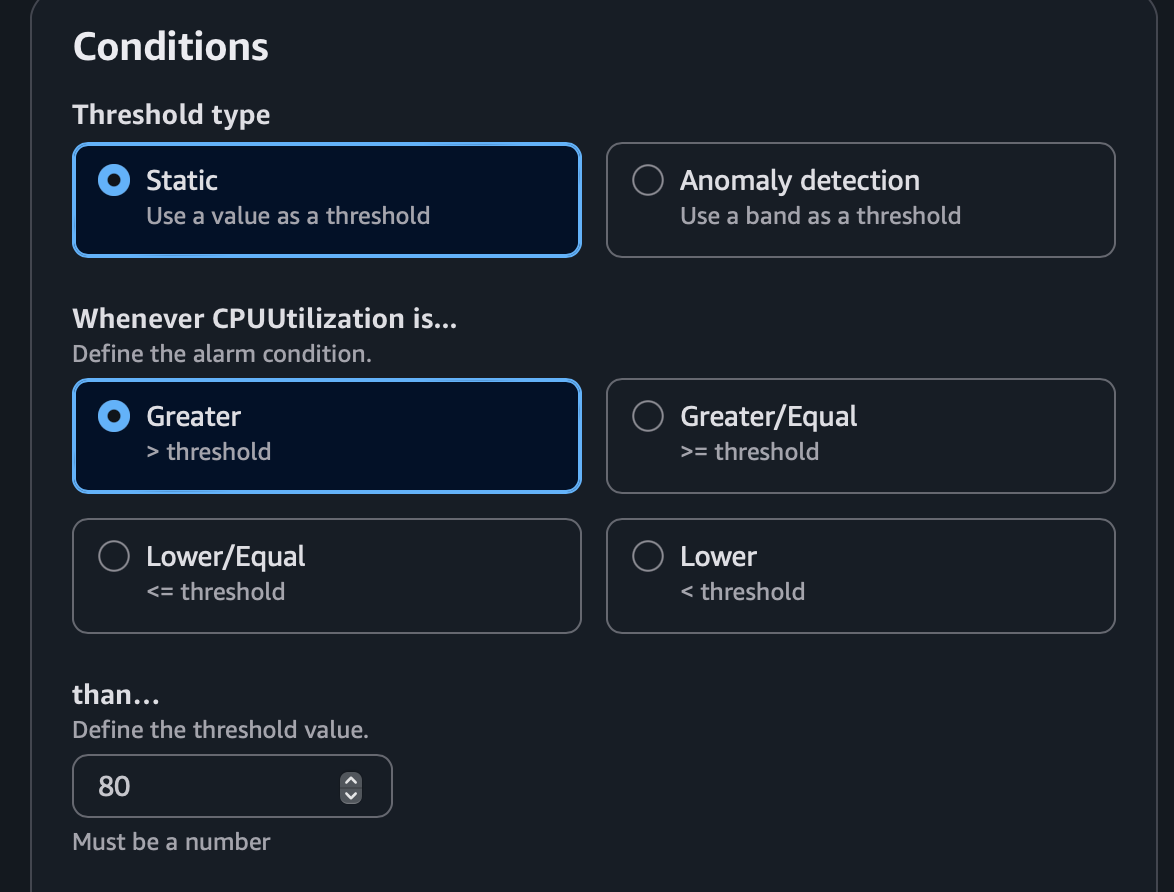 Conditions
Threshold type
Static
Use a value as a threshold
Anomaly detection
Use a band as a threshold
Whenever CPUUtilization is...
Define the alarm condition.
Greater
> threshold
Greater/Equal
>= threshold
Lower/Equal
<= threshold
Lower
< threshold
than...
Define the threshold value.
80
Must be a number